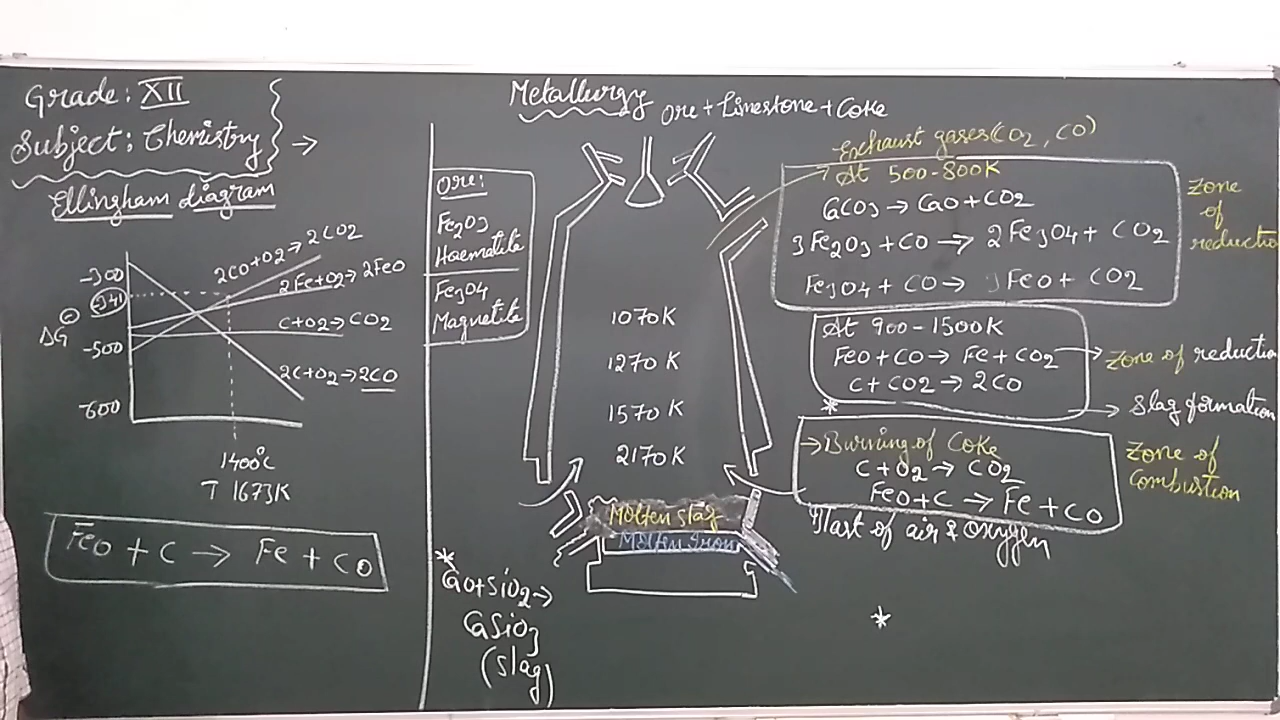 Grade: XII
Subject: Chemistry
→
Ellingham diagram
-300
-341
ΔG⊖
-500
600
2CO+O2→2CO2
2Fe+O2→2FeO
C+O2→CO2
2C+O2→2CO
1400°C
T 1673K
FeO + C → Fe + CO
Metallurgy
Ore + Limestone + Coke
Ore:
Fe2O3
Haematite
Fe3O4
Magnetite
1070K
1270 K
1570 K
2170 K
Molten slag
Molten Iron
*
CaO+SiO2→
CaSiO3
(slag)
Exhaust gases(CO2, CO)
At 500-800K
CaCO3 → CaO + CO2
3Fe2O3 + CO → 2Fe3O4 + CO2
Fe3O4 + CO → 3FeO + CO2
Zone
of
reduction
At 900-1500K
FeO + CO → Fe + CO2
C + CO2 → 2CO
*
→ Zone of reduction
→ Slag formation
→ Burning of Coke
C + O2 → CO2
FeO + C → Fe + CO
Zone of
Combustion
Blast of air & Oxygen
*